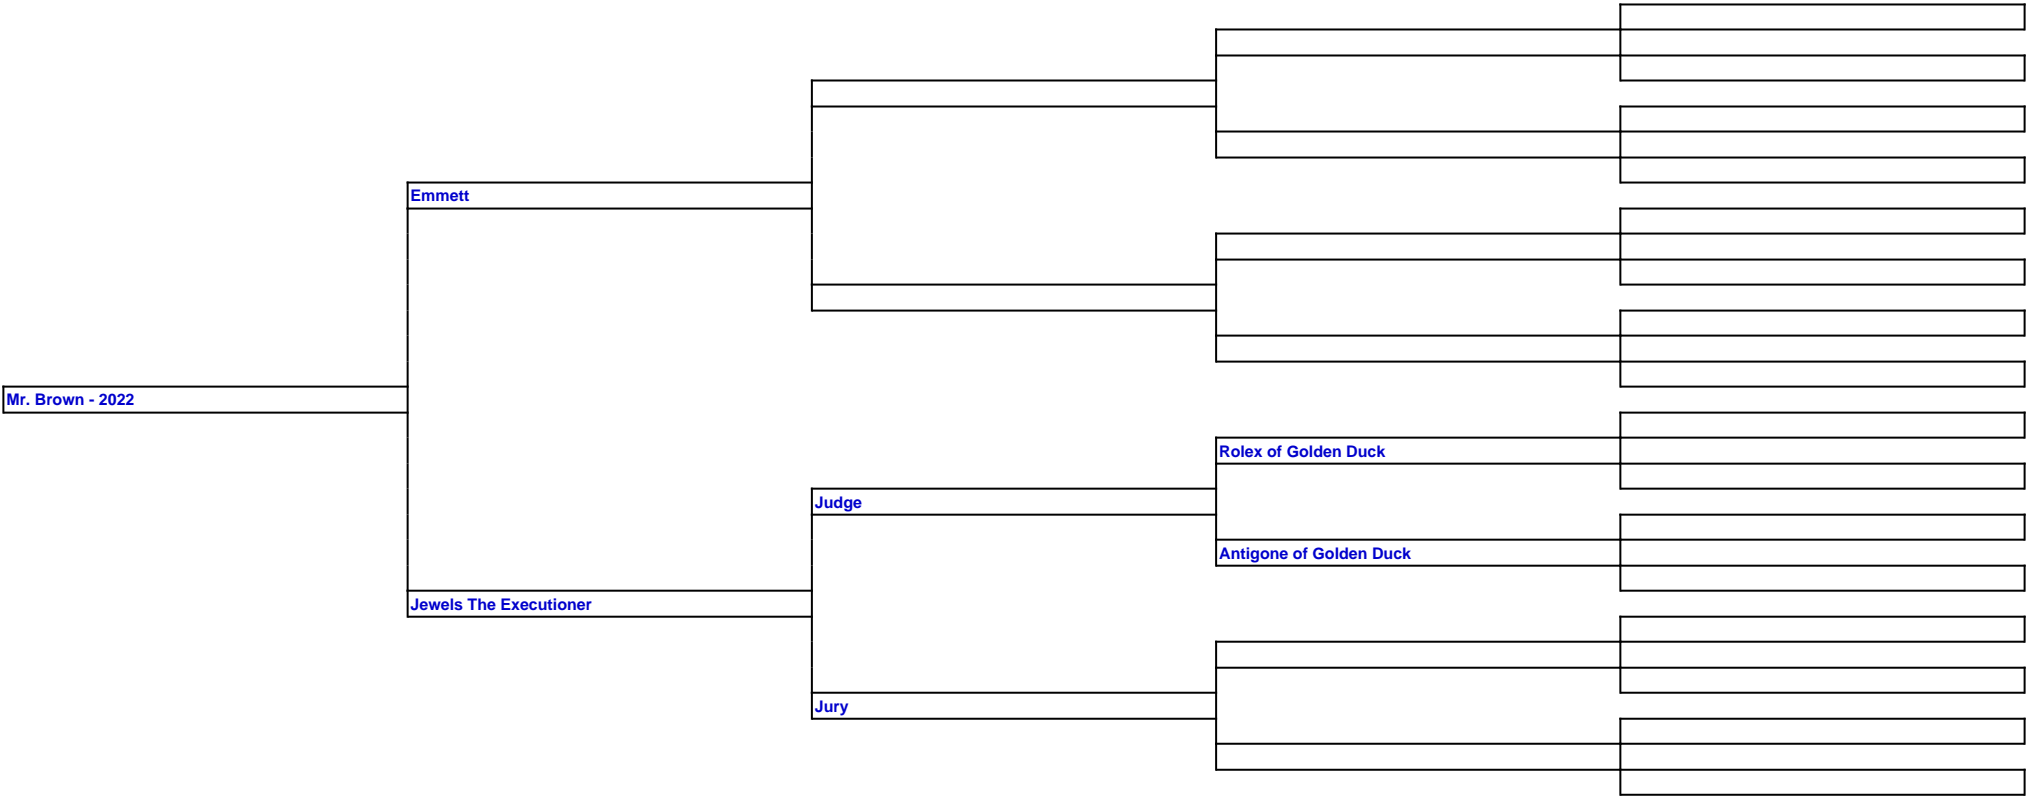 Emmett
Mr. Brown - 2022
Rolex of Golden Duck
Judge
Antigone of Golden Duck
Jewels The Executioner
Jury